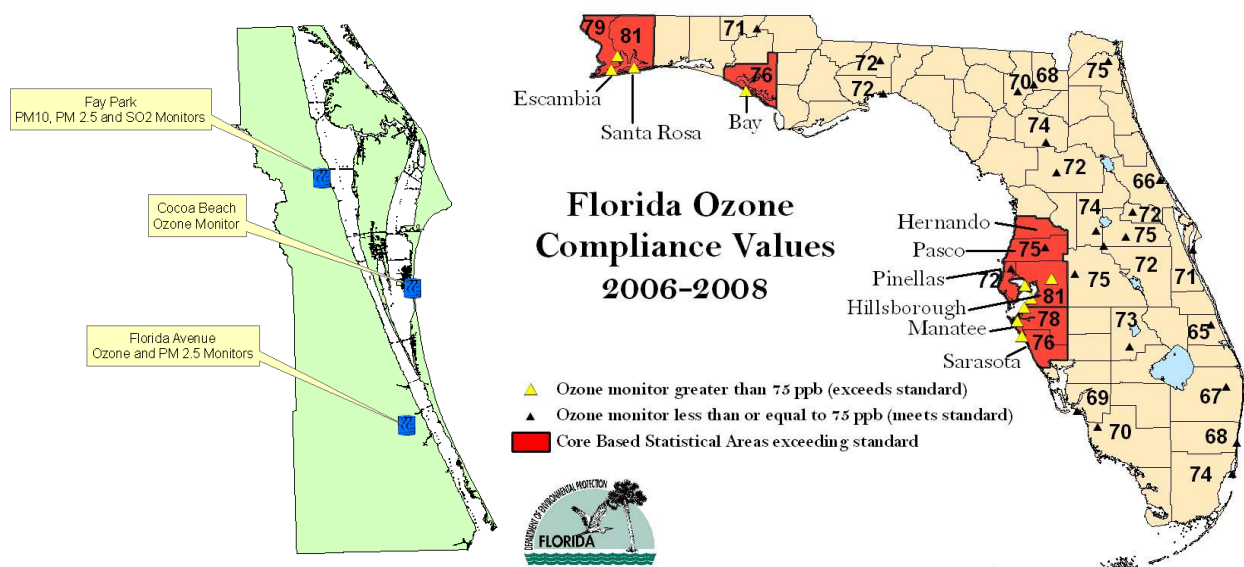 Fay Park
PM10, PM 2.5 and SO2 Monitors
Cocoa Beach
Ozone Monitor
Florida Avenue
Ozone and PM 2.5 Monitors
Florida Ozone
Compliance Values
2006-2008
79
81
71
76
72
72
70
68
75
74
72
66
74
72
75
72
71
75
75
72
81
78
76
73
65
67
69
70
68
74
Escambia
Santa Rosa
Bay
Hernando
Pasco
Pinellas
Hillsborough
Manatee
Sarasota
Ozone monitor greater than 75 ppb (exceeds standard)
Ozone monitor less than or equal to 75 ppb (meets standard)
Core Based Statistical Areas exceeding standard
DEPARTMENT OF ENVIRONMENTAL PROTECTION
FLORIDA